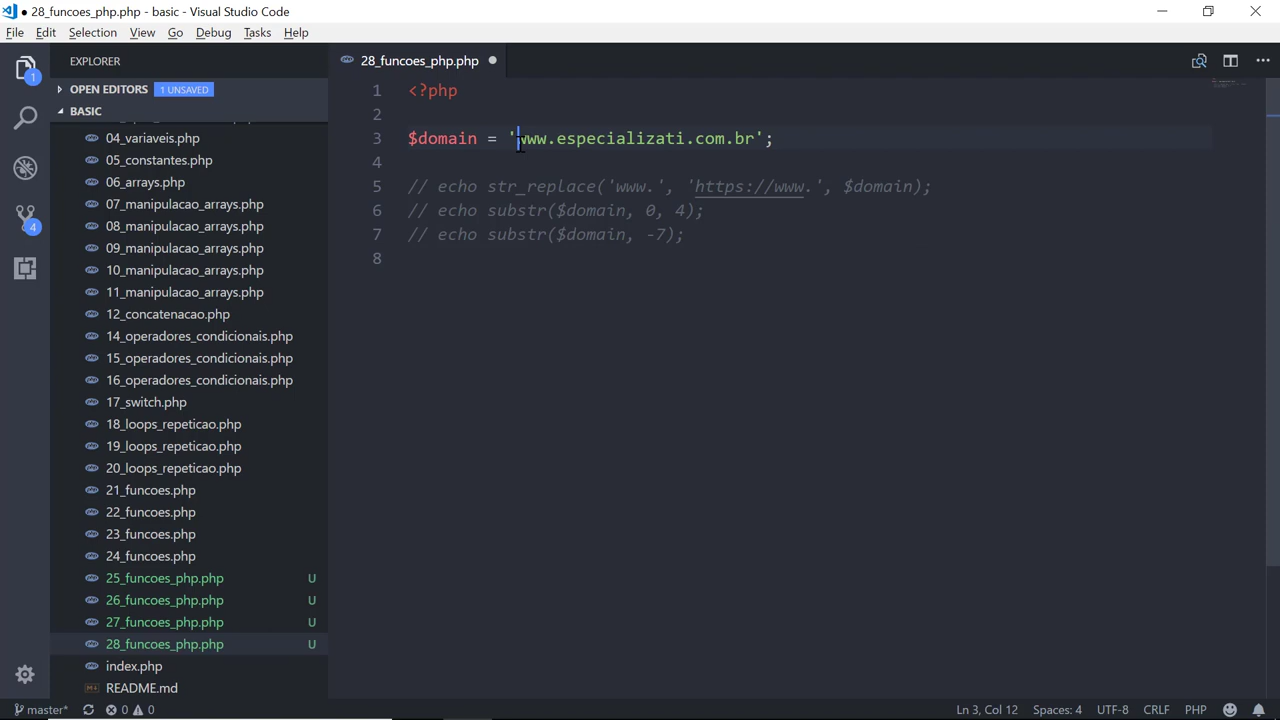 28_funcoes_php.php - basic - Visual Studio Code
File Edit Selection View Go Debug Tasks Help
EXPLORER
OPEN EDITORS 1 UNSAVED
BASIC
04_variaveis.php
05_constantes.php
06_arrays.php
07_manipulacao_arrays.php
08_manipulacao_arrays.php
09_manipulacao_arrays.php
10_manipulacao_arrays.php
11_manipulacao_arrays.php
12_concatenacao.php
14_operadores_condicionais.php
15_operadores_condicionais.php
16_operadores_condicionais.php
17_switch.php
18_loops_repeticao.php
19_loops_repeticao.php
20_loops_repeticao.php
21_funcoes.php
22_funcoes.php
23_funcoes.php
24_funcoes.php
25_funcoes_php.php U
26_funcoes_php.php U
27_funcoes_php.php U
28_funcoes_php.php U
index.php
README.md
1
4
28_funcoes_php.php
1 <?php
2
3 $domain = 'www.especializati.com.br';
4
5 // echo str_replace('www.', 'https://www.', $domain);
6 // echo substr($domain, 0, 4);
7 // echo substr($domain, -7);
8
master* 0 0
Ln 3, Col 12 Spaces: 4 UTF-8 CRLF PHP